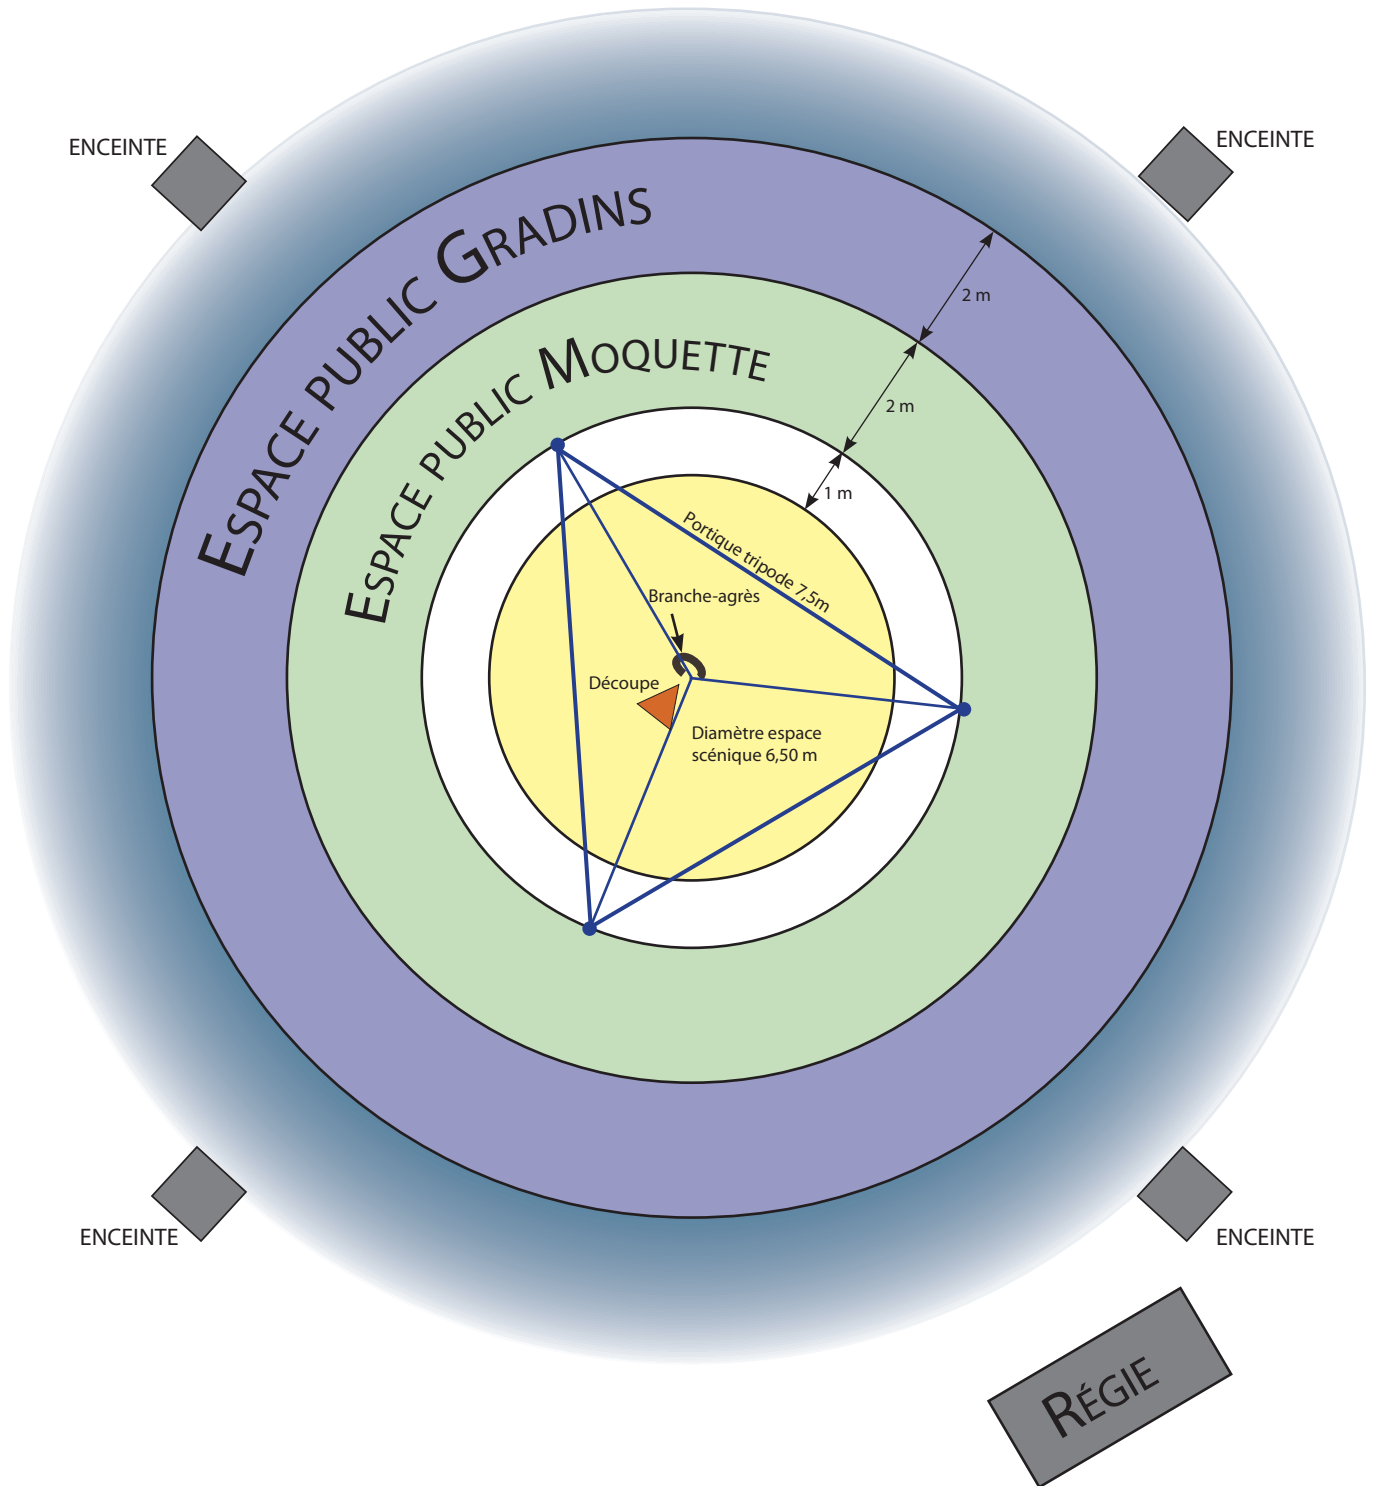 ENCEINTE
ENCEINTE
ESPACE PUBLIC GRADINS
2 m
ESPACE PUBLIC MOQUETTE
2 m
1 m
Portique tripode 7,5m
Branche-agrès
Découpe
Diamètre espace
scénique 6,50 m
ENCEINTE
ENCEINTE
RÉGIE